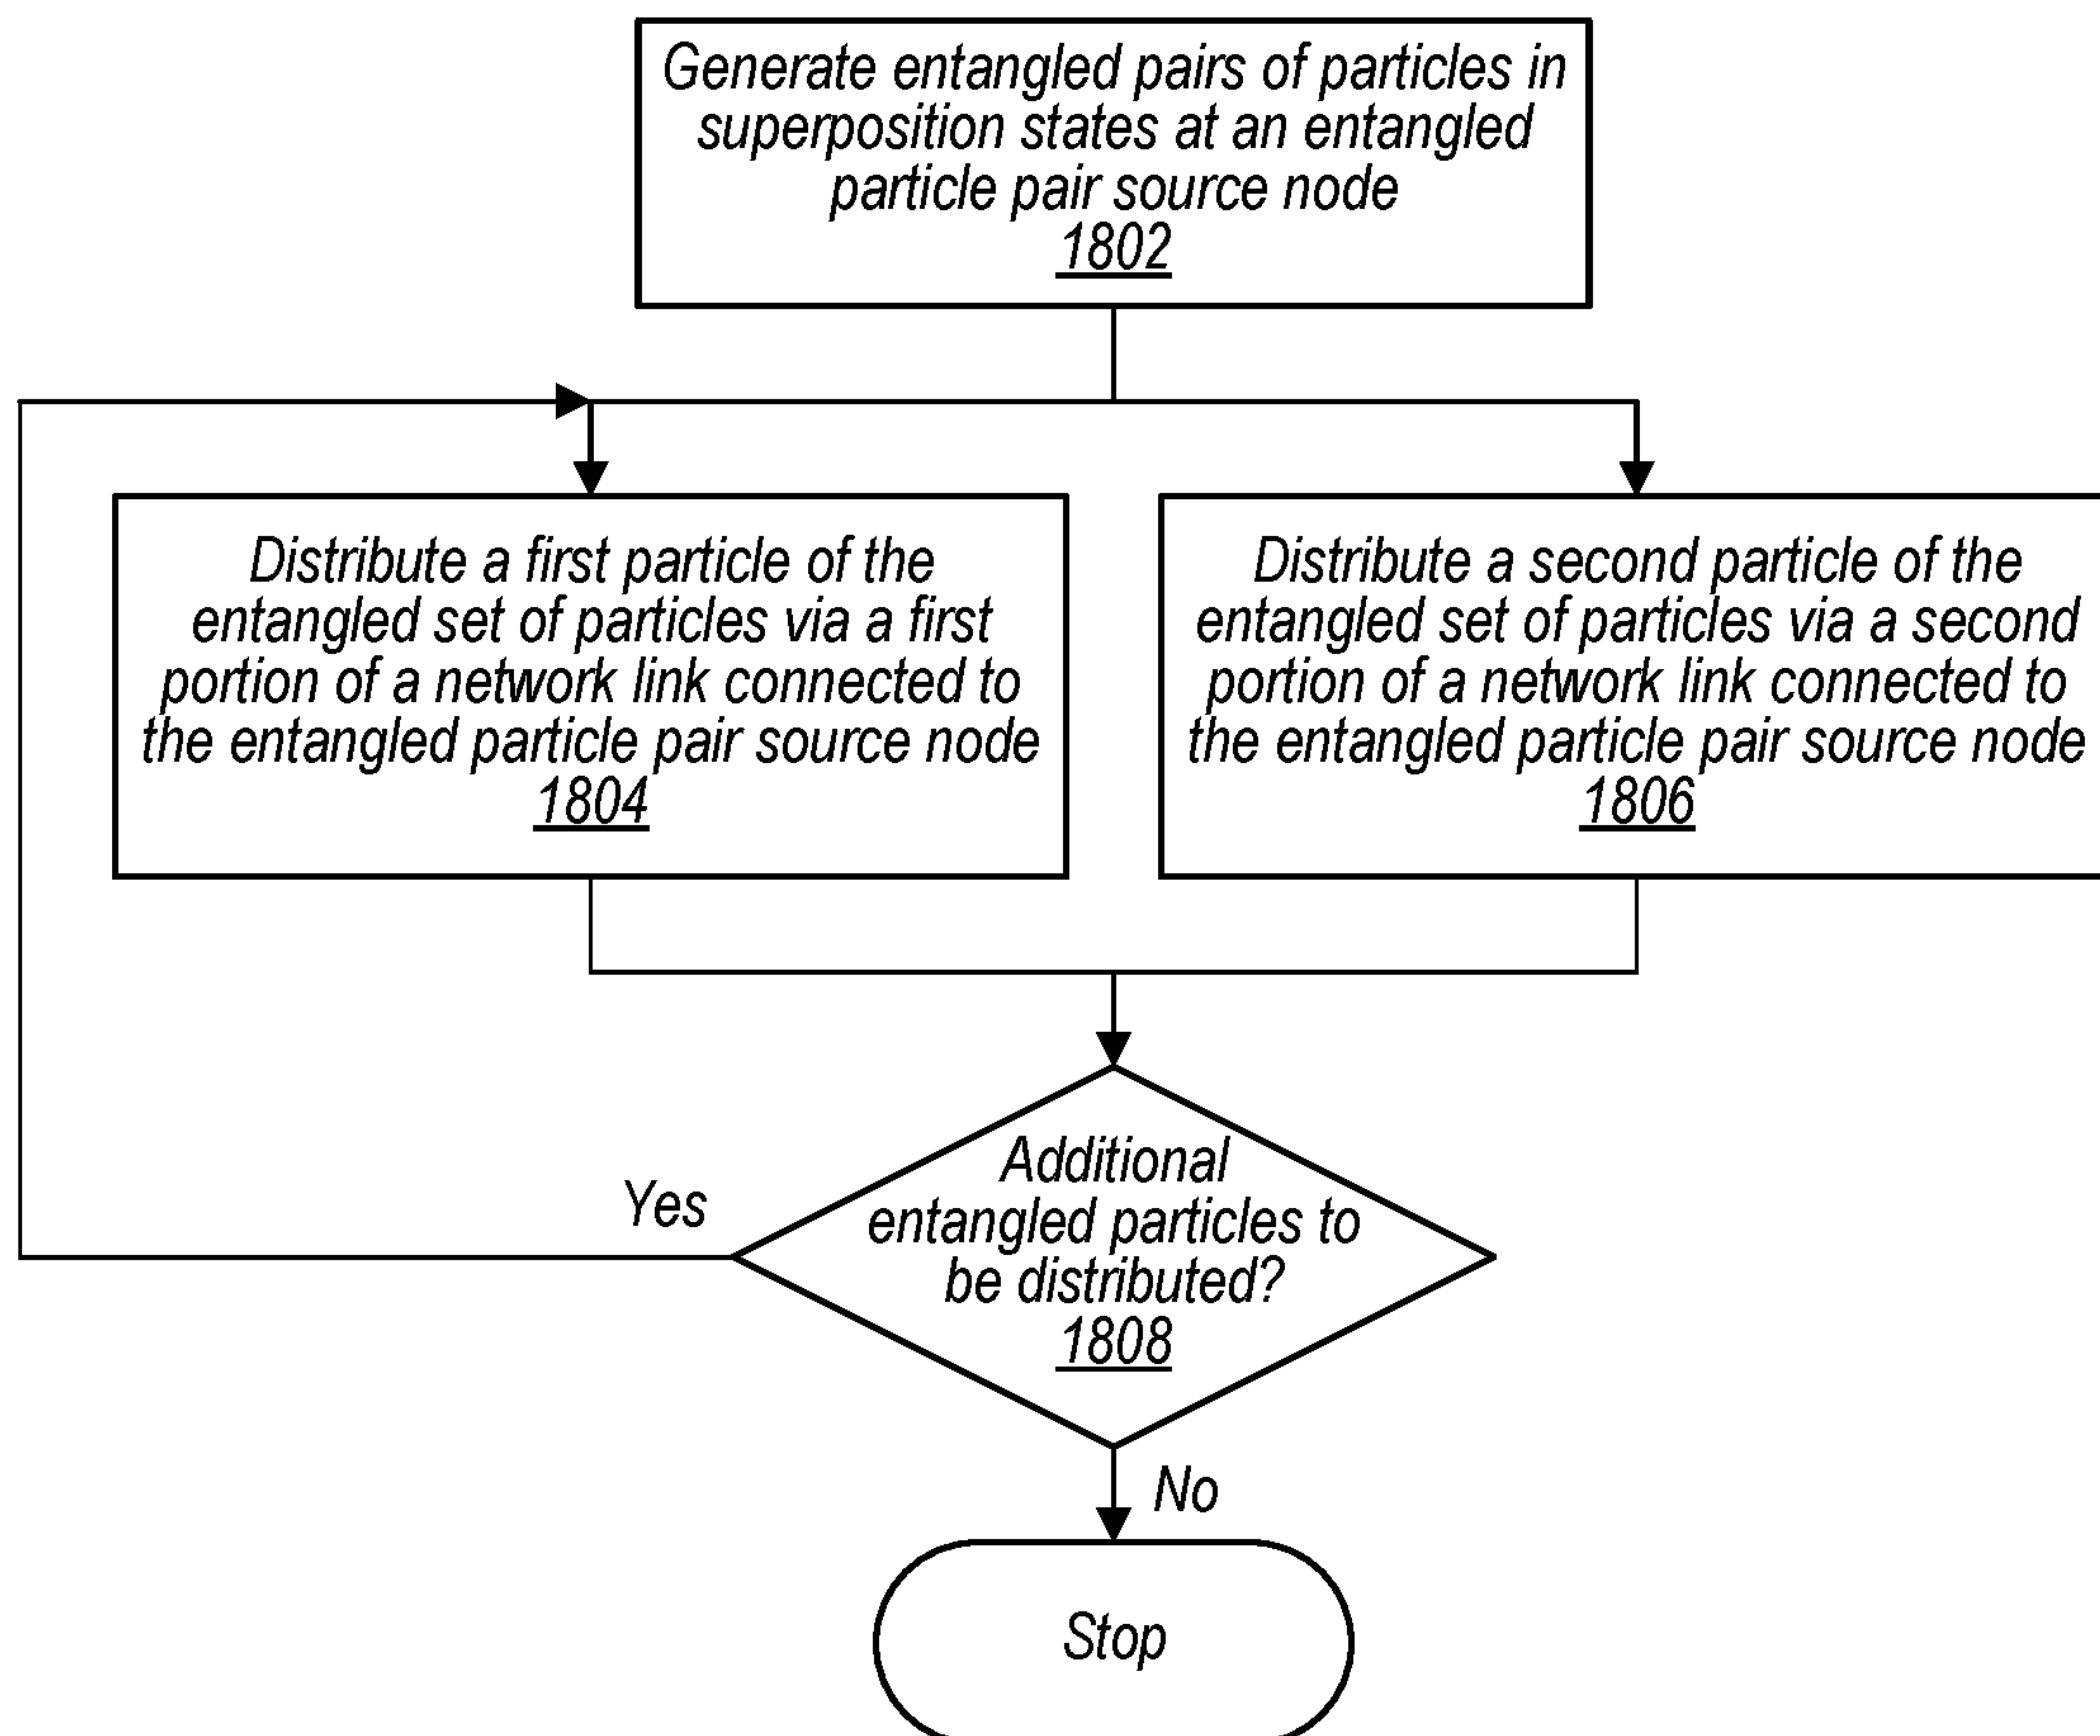 Generate entangled pairs of particles in
superposition states at an entangled
particle pair source node
1802
Distribute a first particle of the
entangled set of particles via a first
portion of a network link connected to
the entangled particle pair source node
1804
Distribute a second particle of the
entangled set of particles via a second
portion of a network link connected to
the entangled particle pair source node
1806
Additional
entangled particles to
be distributed?
1808
Yes
No
Stop